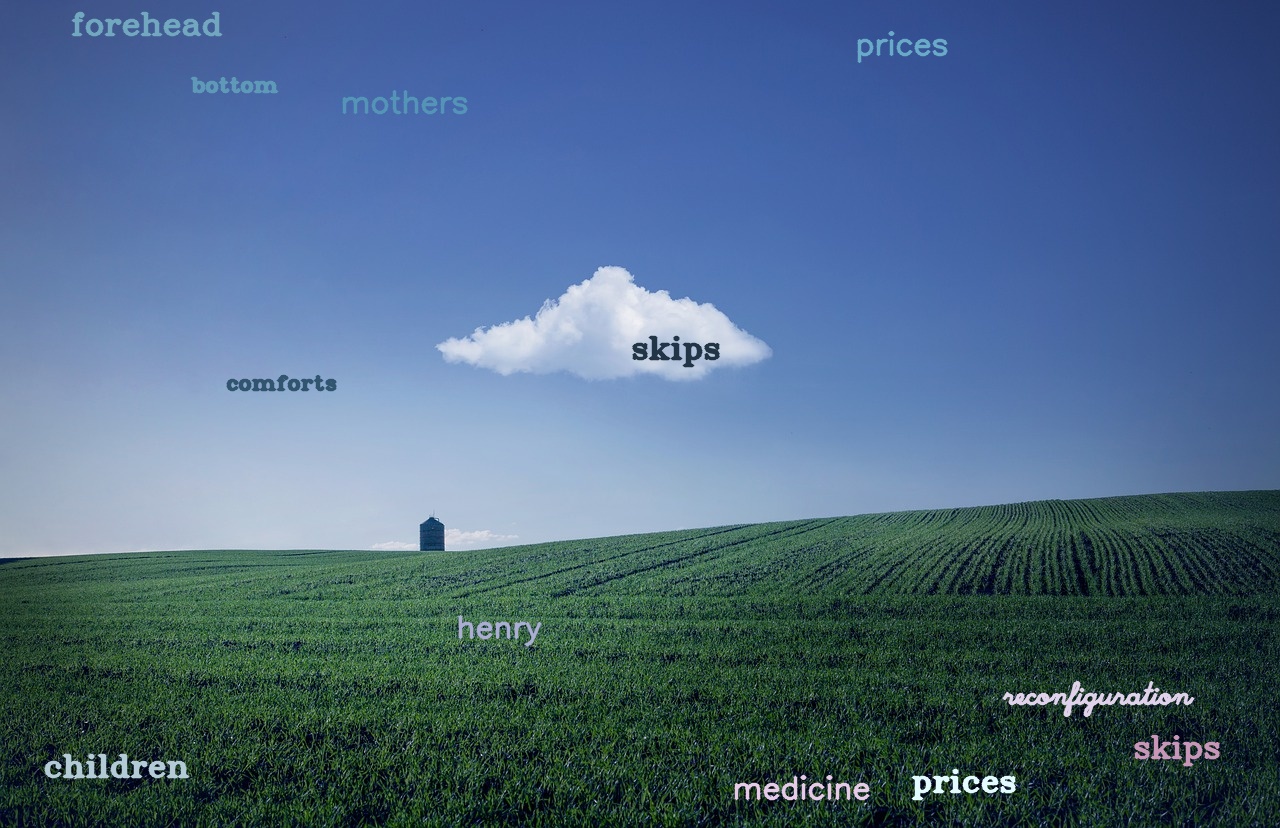 forehead
prices
bottom
mothers
skips
comforts
henry
reconfiguration
skips
children
medicine
prices